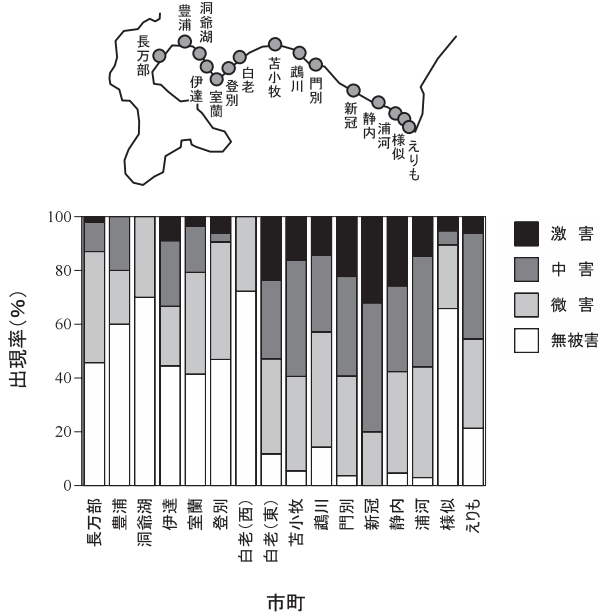 長万部
豊浦
洞爺湖
伊達
室蘭
登別
白老
苫小牧
鵡川
門別
新冠
静内
浦河
様似
えりも
100
80
60
40
20
0
出現率(%)
激 害
中 害
微 害
無被害
長万部
豊浦
洞爺湖
伊達
室蘭
登別
白老(西)
白老(東)
苫小牧
鵡川
門別
新冠
静内
浦河
様似
えりも
市町